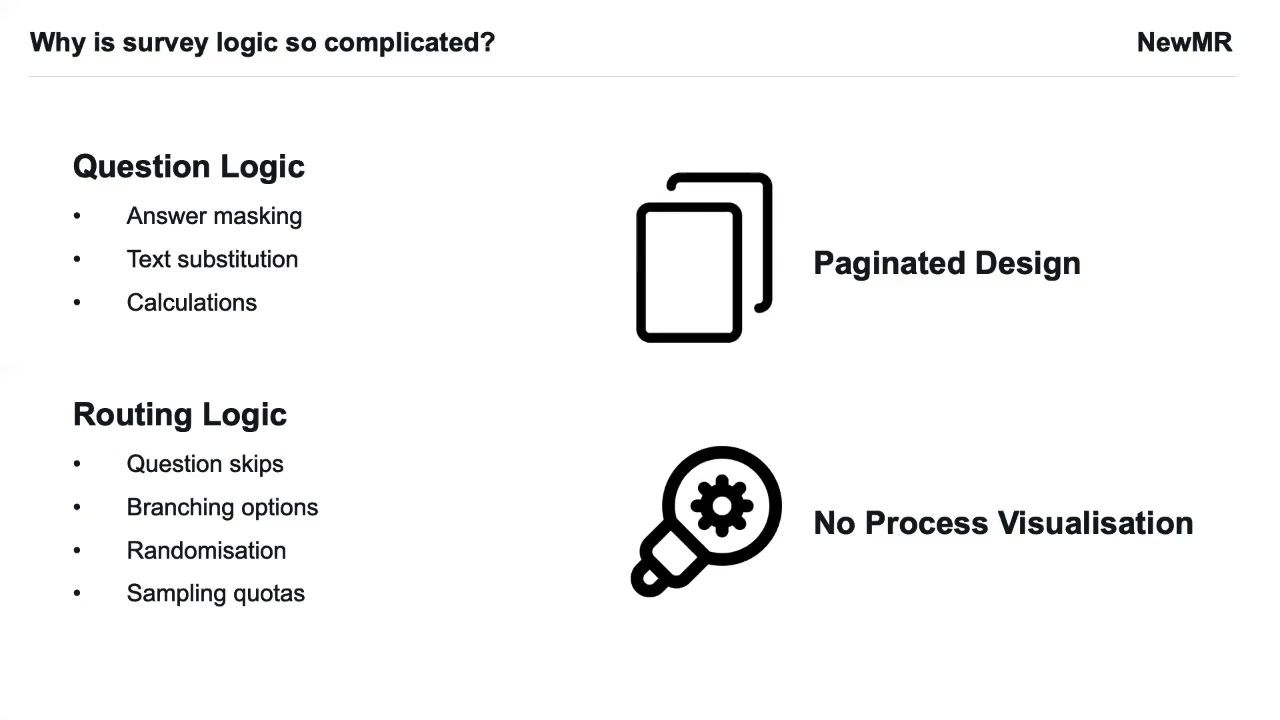 Why is survey logic so complicated?
NewMR
Question Logic
• Answer masking
• Text substitution
• Calculations
Paginated Design
Routing Logic
• Question skips
• Branching options
• Randomisation
• Sampling quotas
No Process Visualisation